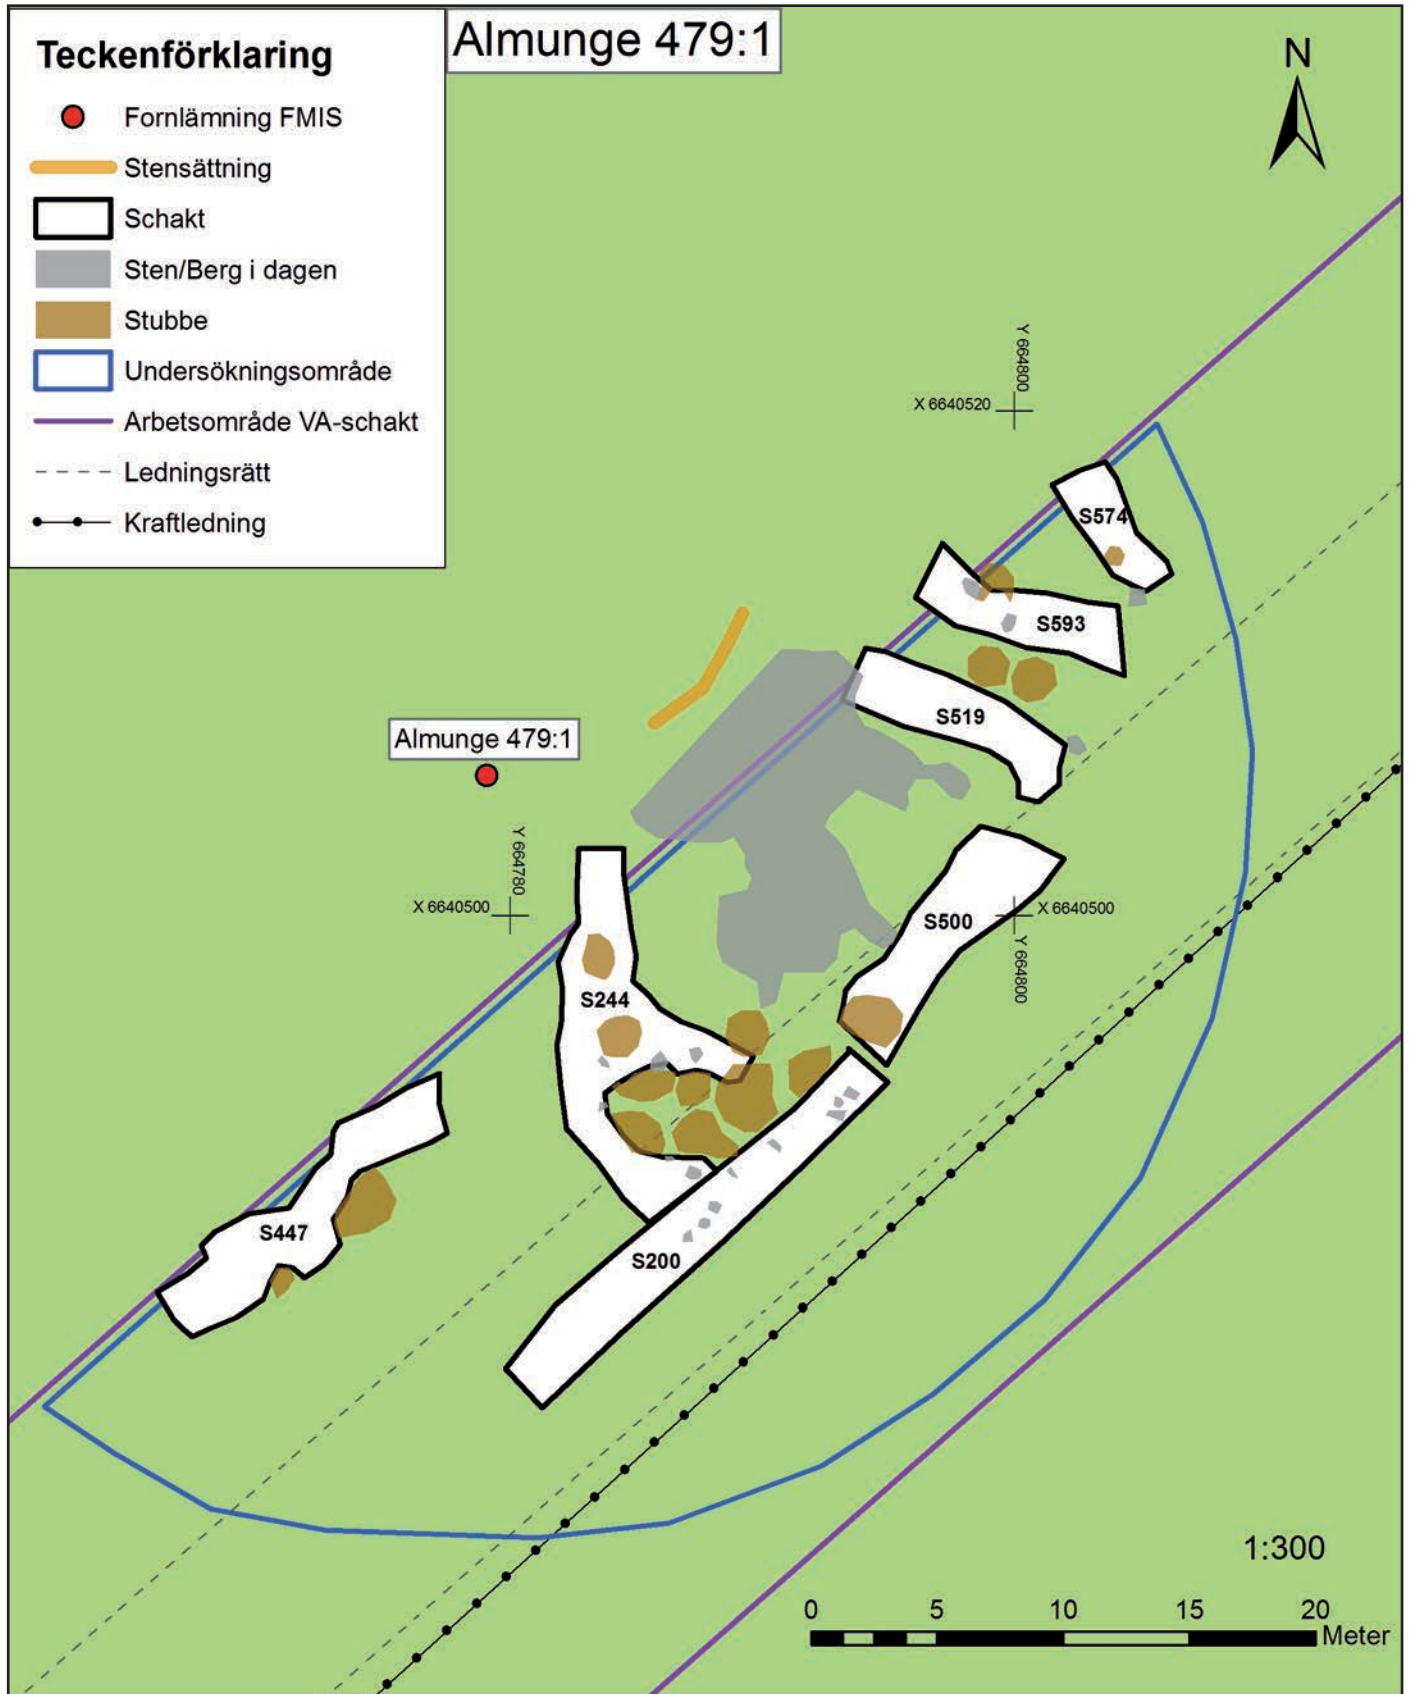 Almunge 479:1
Teckenförklaring
Fornlämning FMIS
Stensättning
Schakt
Sten/Berg i dagen
Stubbe
Undersökningsområde
Arbetsområde VA-schakt
Ledningsrätt
Kraftledning
N
Y 664800
X 6640520
S574
S593
S519
Almunge 479:1
Y 664780
X 6640500
X 6640500
Y 664800
S500
S244
S447
S200
1:300
0 5 10 15 20
Meter